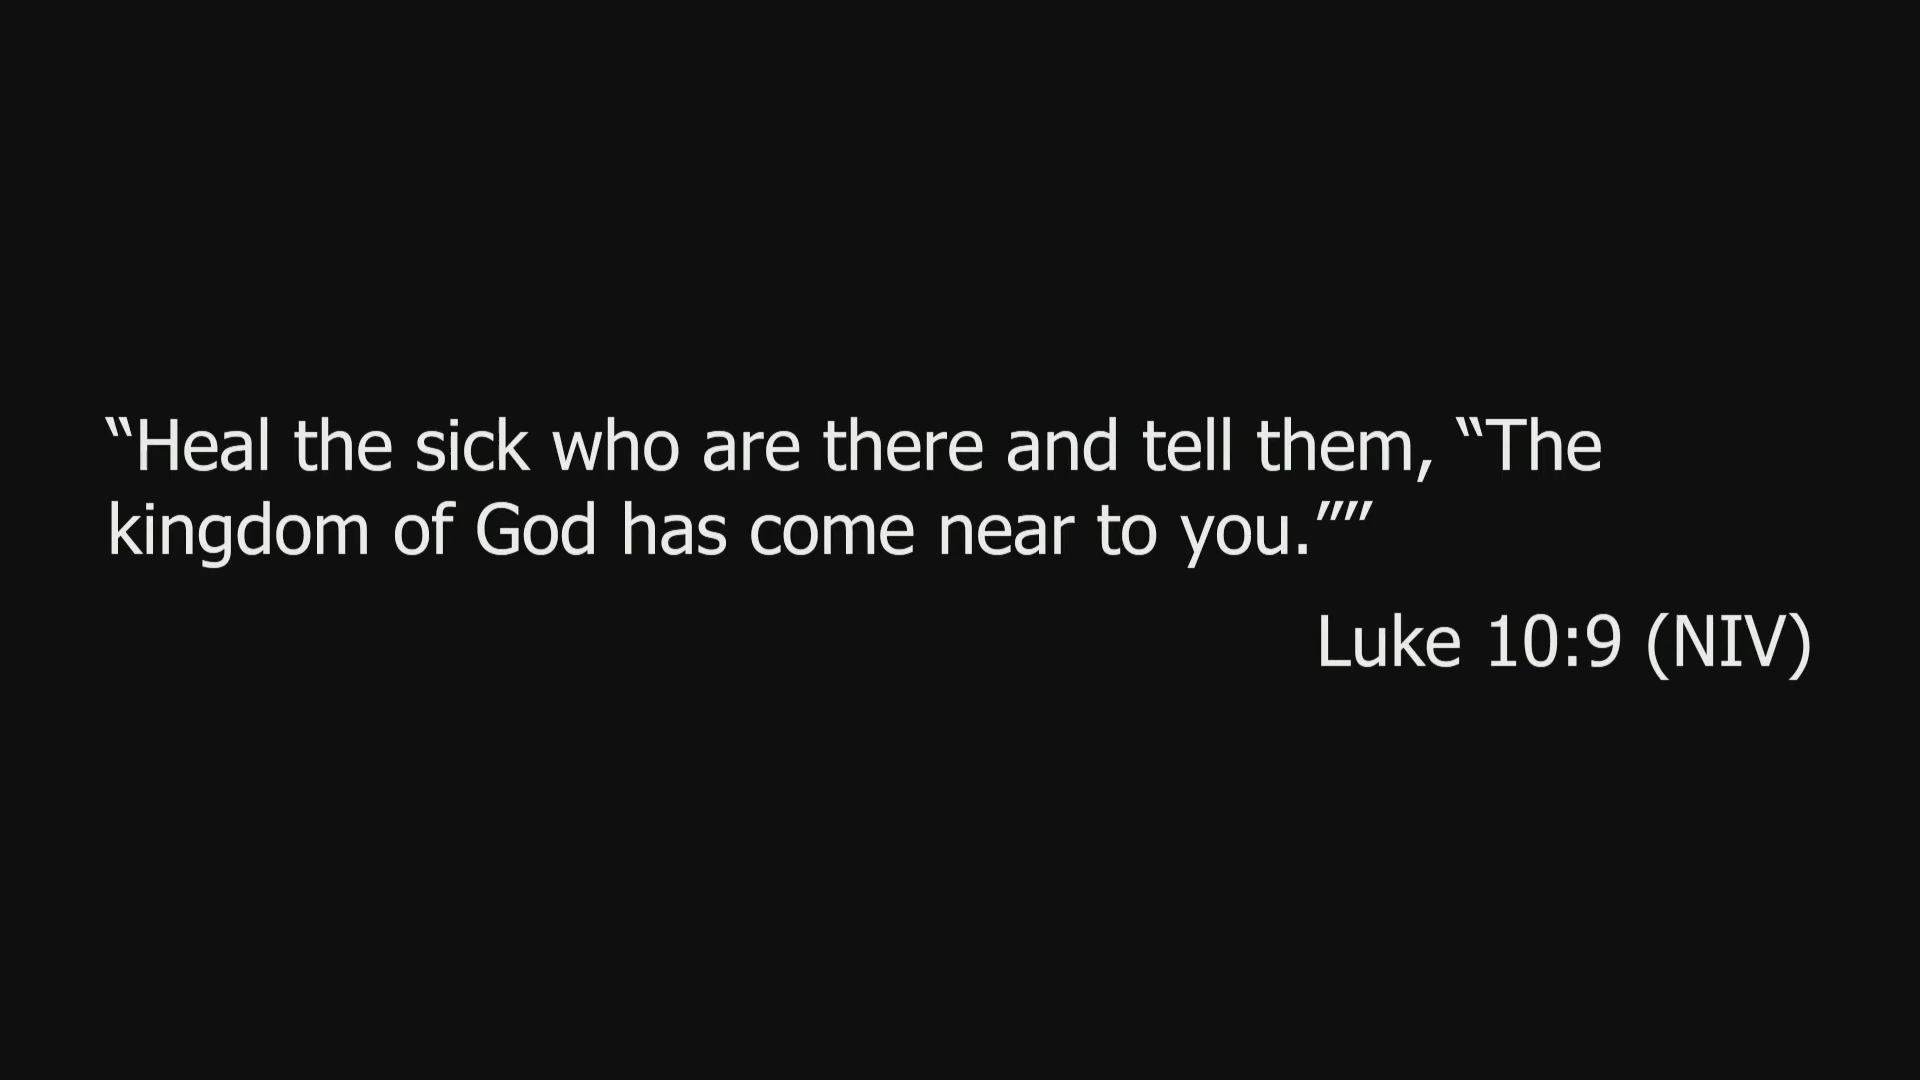 “Heal the sick who are there and tell them, “The
kingdom of God has come near to you.””
Luke 10:9 (NIV)